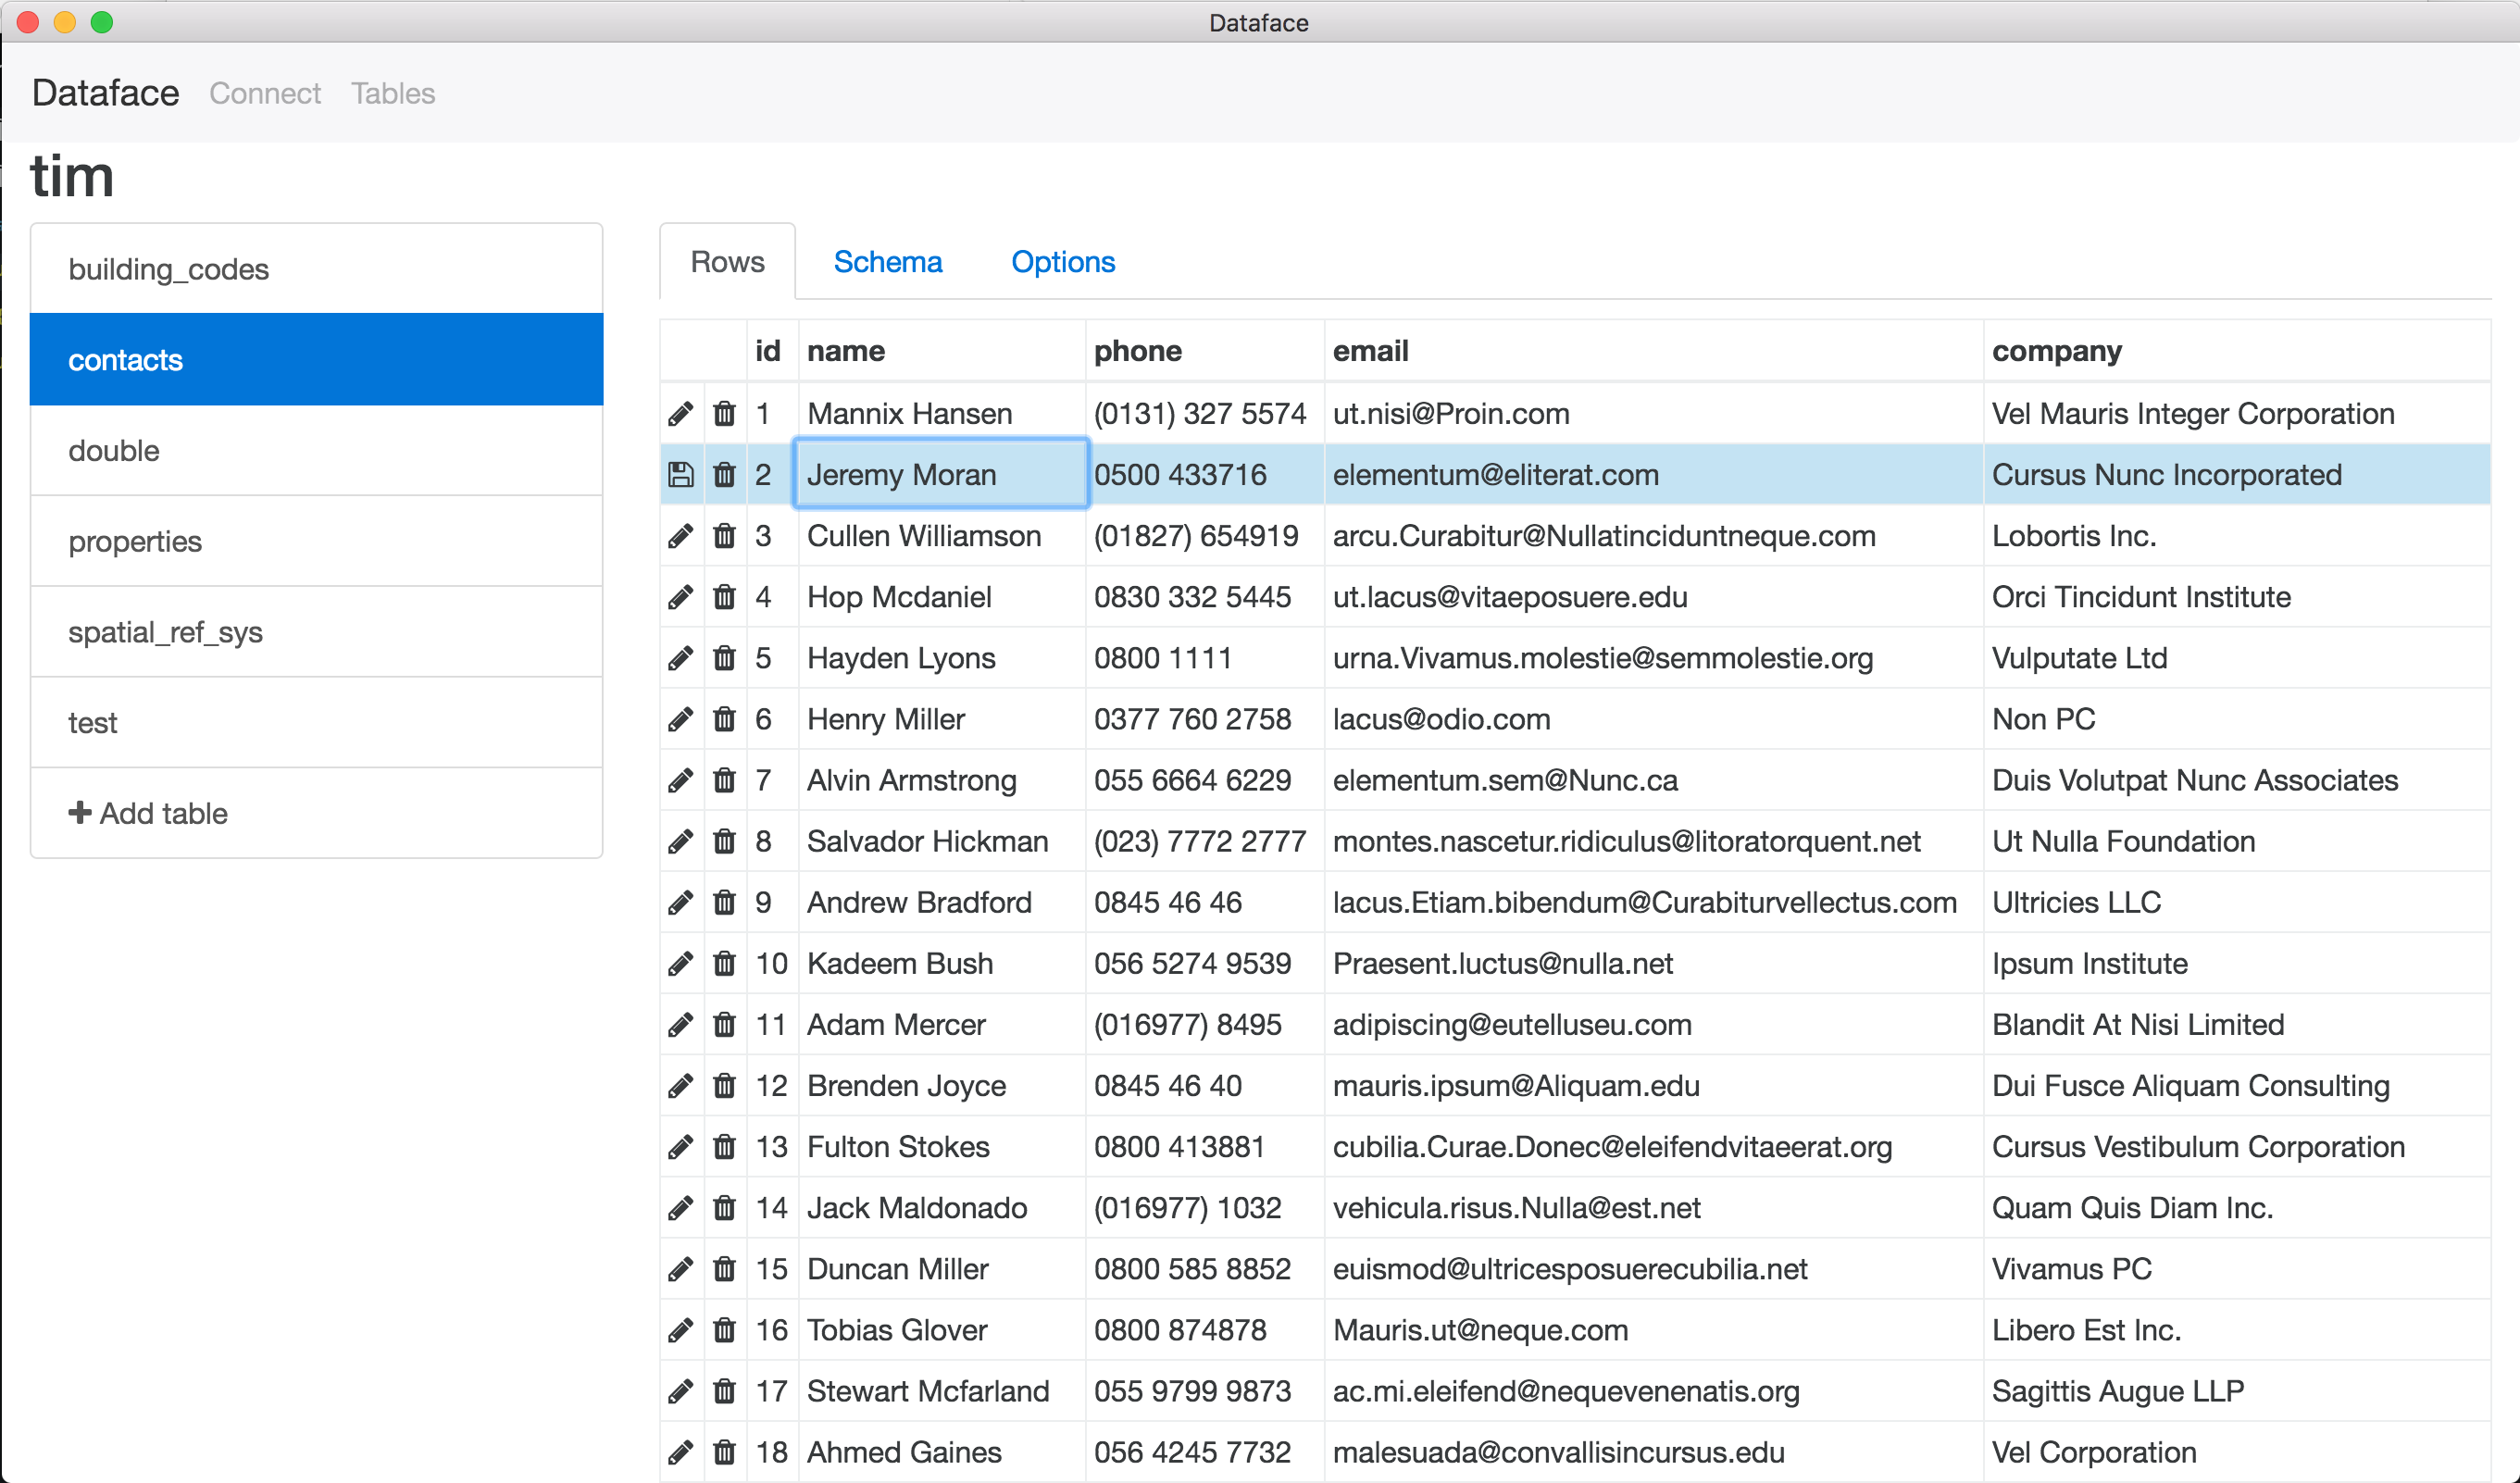 Dataface
Dataface Connect Tables
tim
building_codes
contacts
double
properties
spatial_ref_sys
test
Add table
Rows Schema Options
id name phone email company
1 Mannix Hansen (0131) 327 5574 ut.nisi@Proin.com Vel Mauris Integer Corporation
2 Jeremy Moran 0500 433716 elementum@eliterat.com Cursus Nunc Incorporated
3 Cullen Williamson (01827) 654919 arcu.Curabitur@Nullatinciduntneque.com Lobortis Inc.
4 Hop Mcdaniel 0830 332 5445 ut.lacus@vitaeposuere.edu Orci Tincidunt Institute
5 Hayden Lyons 0800 1111 urna.Vivamus.molestie@semmolestie.org Vulputate Ltd
6 Henry Miller 0377 760 2758 lacus@odio.com Non PC
7 Alvin Armstrong 055 6664 6229 elementum.sem@Nunc.ca Duis Volutpat Nunc Associates
8 Salvador Hickman (023) 7772 2777 montes.nascetur.ridiculus@litoratorquent.net Ut Nulla Foundation
9 Andrew Bradford 0845 46 46 lacus.Etiam.bibendum@Curabiturvellectus.com Ultricies LLC
10 Kadeem Bush 056 5274 9539 Praesent.luctus@nulla.net Ipsum Institute
11 Adam Mercer (016977) 8495 adipiscing@eutelluseu.com Blandit At Nisi Limited
12 Brenden Joyce 0845 46 40 mauris.ipsum@Aliquam.edu Dui Fusce Aliquam Consulting
13 Fulton Stokes 0800 413881 cubilia.Curae.Donec@eleifendvitaeerat.org Cursus Vestibulum Corporation
14 Jack Maldonado (016977) 1032 vehicula.risus.Nulla@est.net Quam Quis Diam Inc.
15 Duncan Miller 0800 585 8852 euismod@ultricesposuerecubilia.net Vivamus PC
16 Tobias Glover 0800 874878 Mauris.ut@neque.com Libero Est Inc.
17 Stewart Mcfarland 055 9799 9873 ac.mi.eleifend@nequevenenatis.org Sagittis Augue LLP
18 Ahmed Gaines 056 4245 7732 malesuada@convallisincursus.edu Vel Corporation